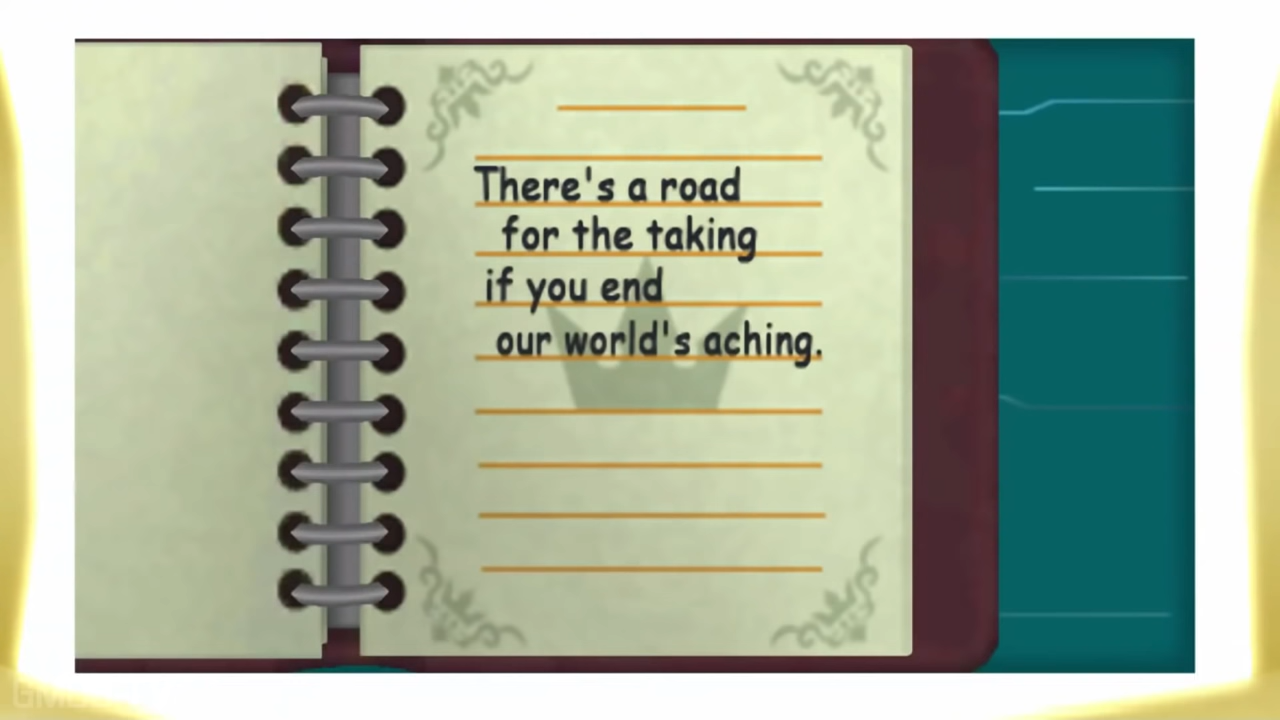 There's a road
for the taking
if you end
our world's aching.